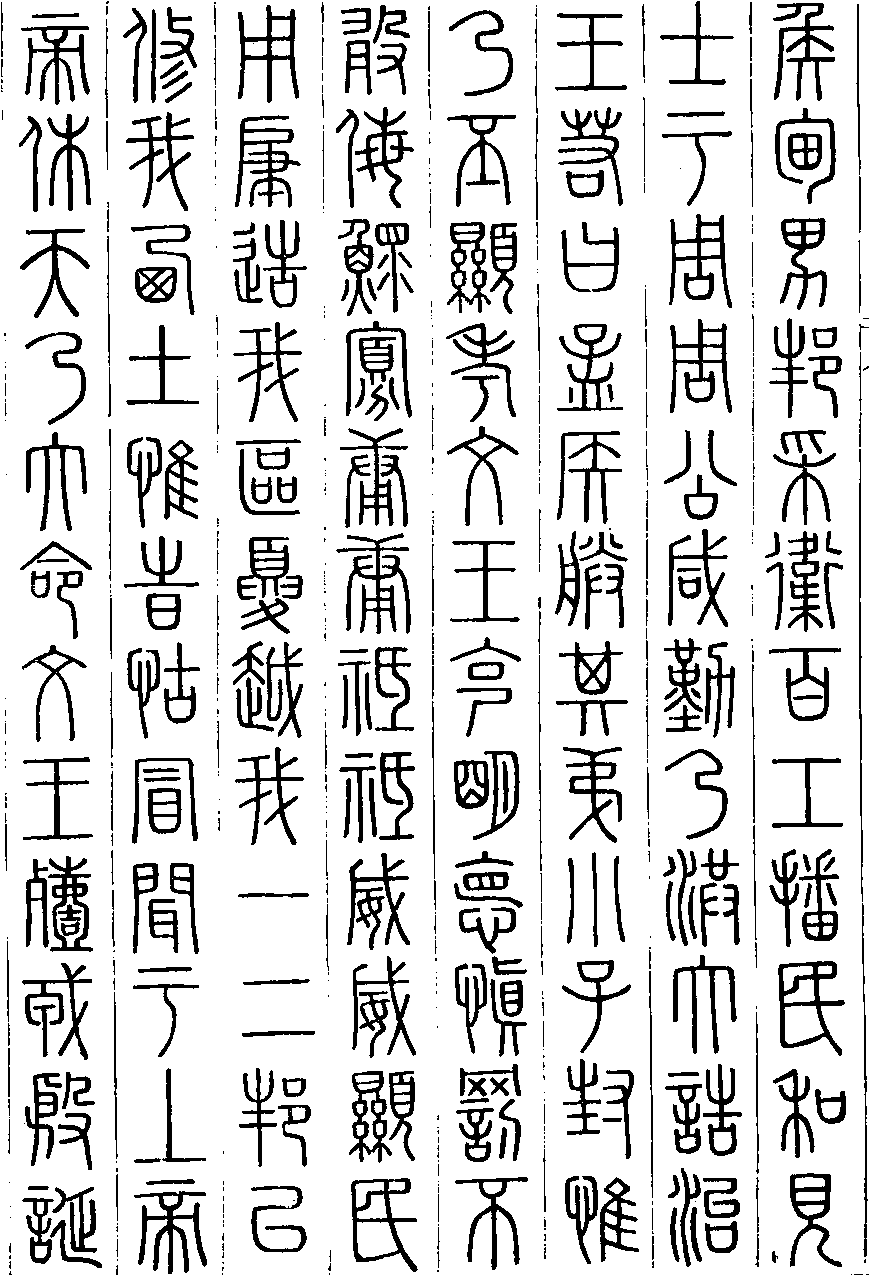 侯甸男邦采衛百工播民和見
士于周周公咸勤乃洪大誥治
王若曰孟侯朕其弟小子封惟
乃丕顯考文王克明悳慎罰不
敢侮鰥寡庸庸祗祗威威顯民
用肇造我區夏越我一二邦以
修我西土惟旹怙冒聞于上帝
帝休天乃大命文王殪戎殷誕